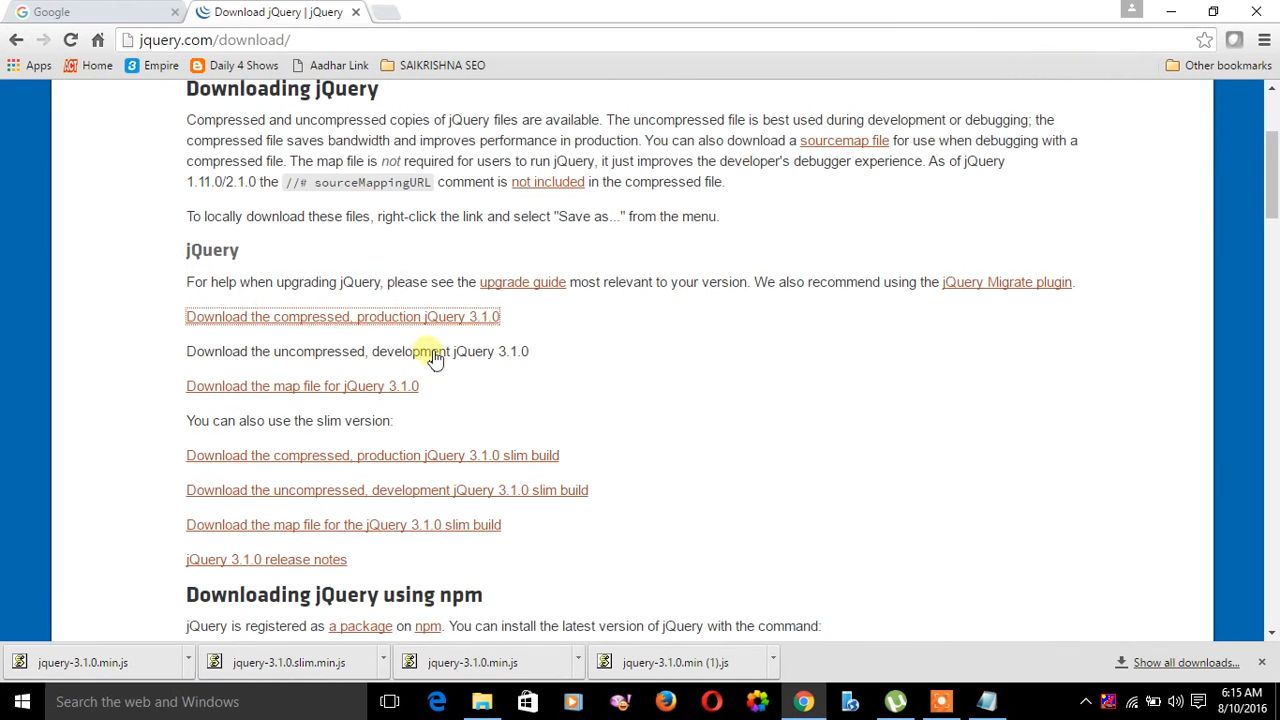 Google
Download jQuery | jQuery
jquery.com/download/
Apps
ACT Home
3 Empire
Daily 4 Shows
Aadhar Link
SAIKRISHNA SEO
Other bookmarks
Downloading jQuery
Compressed and uncompressed copies of jQuery files are available. The uncompressed file is best used during development or debugging; the
compressed file saves bandwidth and improves performance in production. You can also download a sourcemap file for use when debugging with a
compressed file. The map file is not required for users to run jQuery, it just improves the developer's debugger experience. As of jQuery
1.11.0/2.1.0 the //# sourceMappingURL comment is not included in the compressed file.
To locally download these files, right-click the link and select "Save as..." from the menu.
jQuery
For help when upgrading jQuery, please see the upgrade guide most relevant to your version. We also recommend using the jQuery Migrate plugin.
Download the compressed, production jQuery 3.1.0
Download the uncompressed, development jQuery 3.1.0
Download the map file for jQuery 3.1.0
You can also use the slim version:
Download the compressed, production jQuery 3.1.0 slim build
Download the uncompressed, development jQuery 3.1.0 slim build
Download the map file for the jQuery 3.1.0 slim build
jQuery 3.1.0 release notes
Downloading jQuery using npm
jQuery is registered as a package on npm. You can install the latest version of jQuery with the command:
jquery-3.1.0.min.js
jquery-3.1.0.slim.min.js
jquery-3.1.0.min.js
jquery-3.1.0.min (1).js
Show all downloads...
Search the web and Windows
6:15 AM
8/10/2016